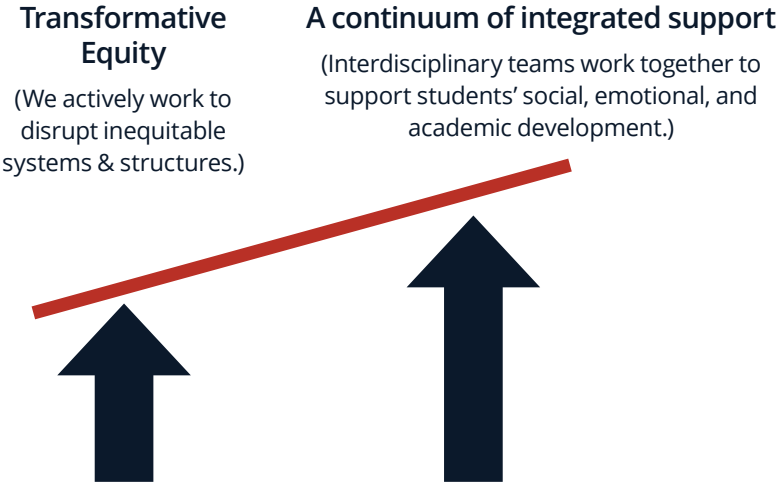 Transformative
Equity
(We actively work to
disrupt inequitable
systems & structures.)
A continuum of integrated support
(Interdisciplinary teams work together to
support students’ social, emotional, and
academic development.)